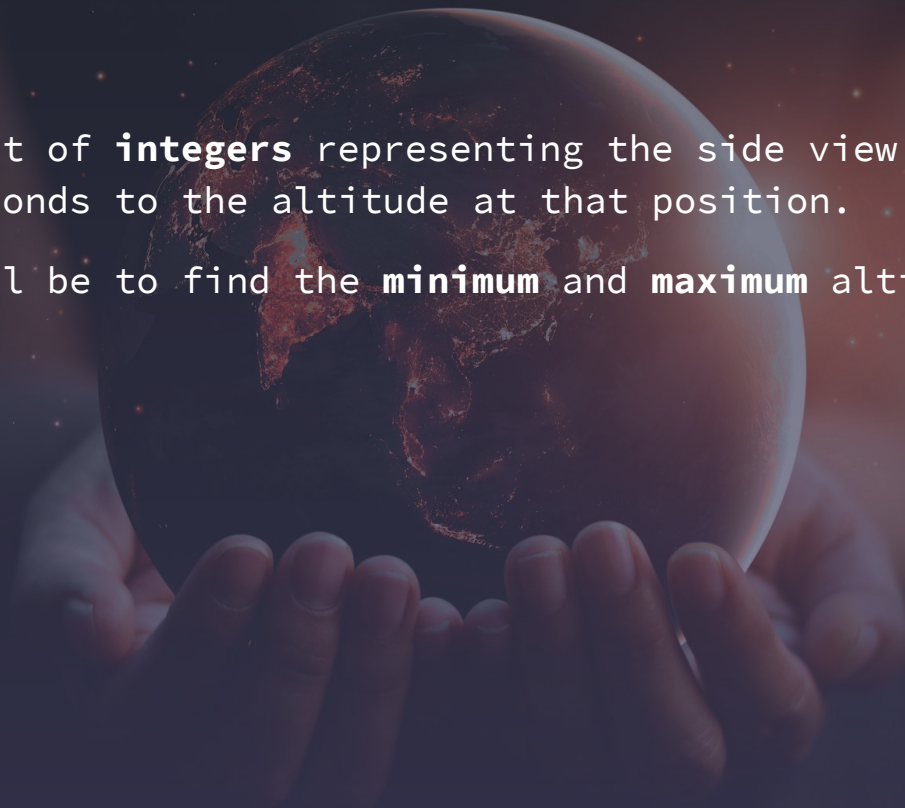 t of integers representing the side view
onds to the altitude at that position.
l be to find the minimum and maximum alti